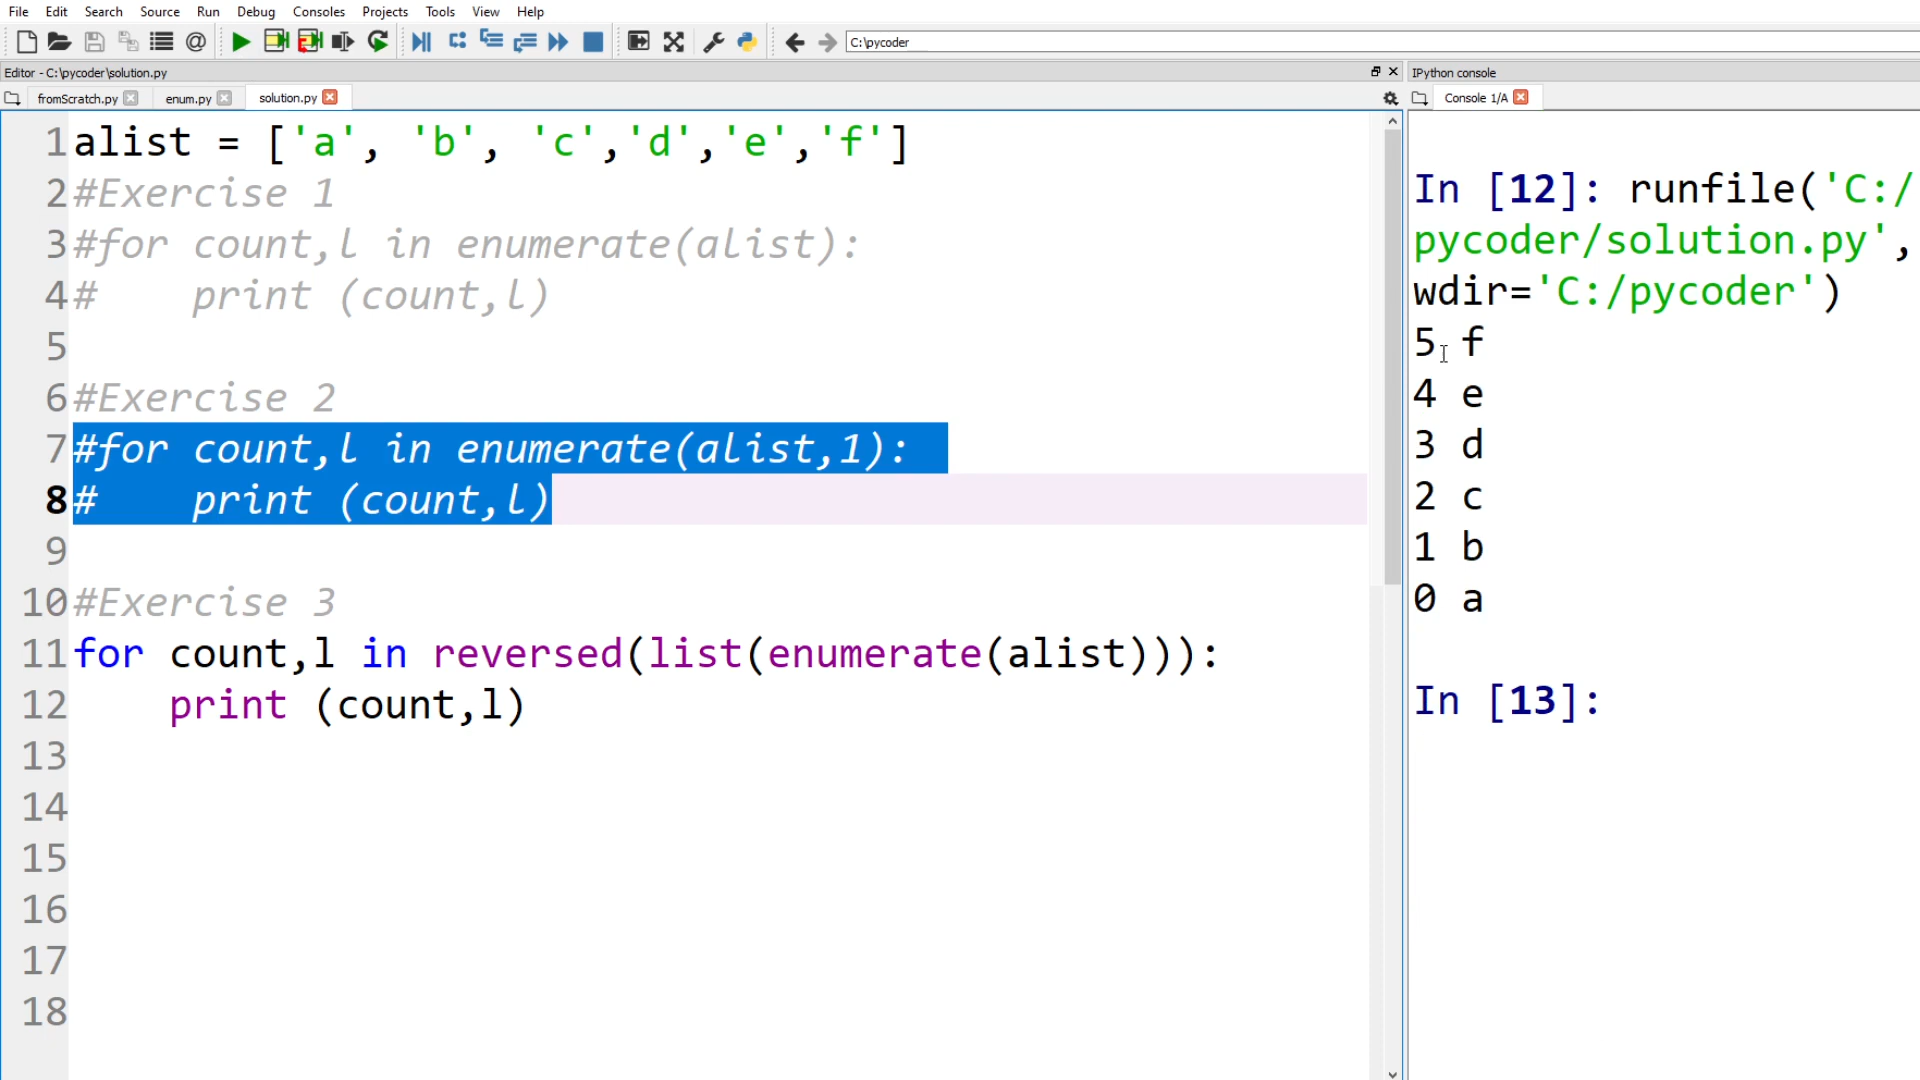 File Edit Search Source Run Debug Consoles Projects Tools View Help
C:\pycoder
Editor - C:\pycoder\solution.py
IPython console
fromScratch.py enum.py solution.py
Console 1/A
1 alist = ['a', 'b', 'c','d','e','f']
2 #Exercise 1
3 #for count,l in enumerate(alist):
4 #    print (count,l)
5
6 #Exercise 2
7 #for count,l in enumerate(alist,1):
8 #    print (count,l)
9
10 #Exercise 3
11 for count,l in reversed(list(enumerate(alist))):
12     print (count,l)
13
14
15
16
17
18
In [12]: runfile('C:/
pycoder/solution.py',
wdir='C:/pycoder')
5 f
4 e
3 d
2 c
1 b
0 a
In [13]: